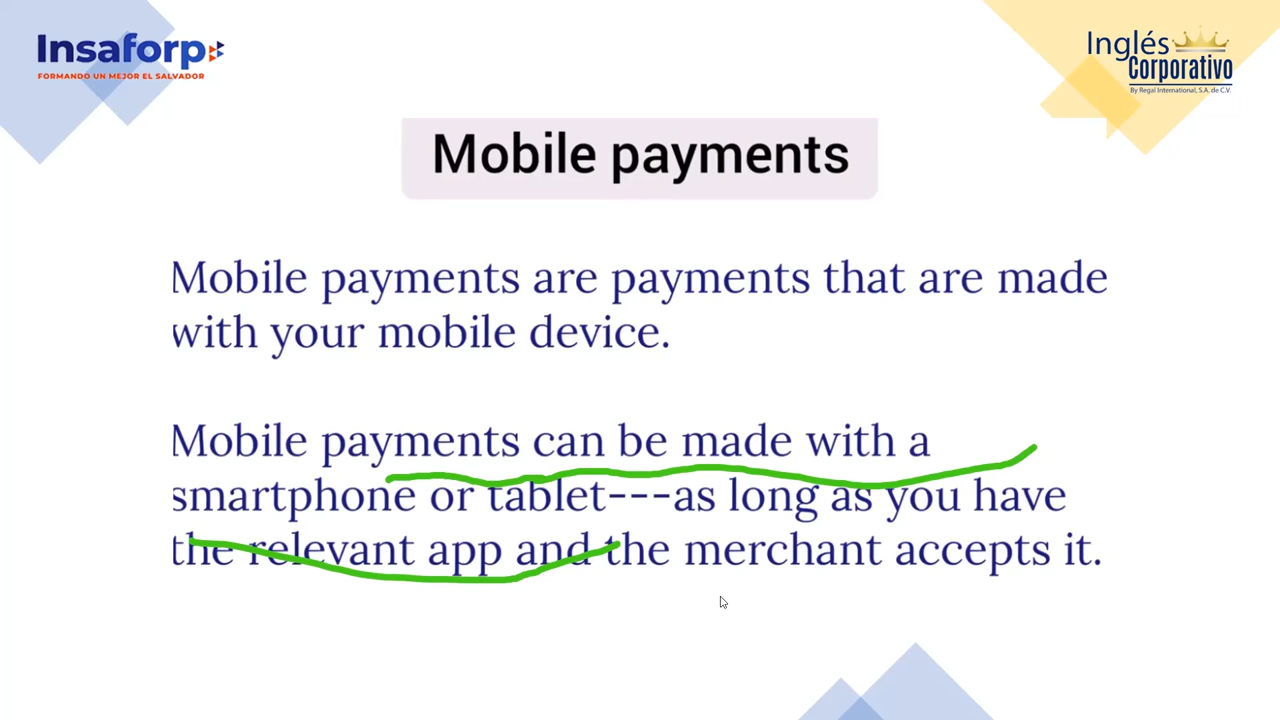 Insaforp
FORMANDO UN MEJOR EL SALVADOR
Inglés
Corporativo
By Regal International, S.A. de C.V.
Mobile payments
Mobile payments are payments that are made
with your mobile device.
Mobile payments can be made with a
smartphone or tablet---as long as you have
the relevant app and the merchant accepts it.